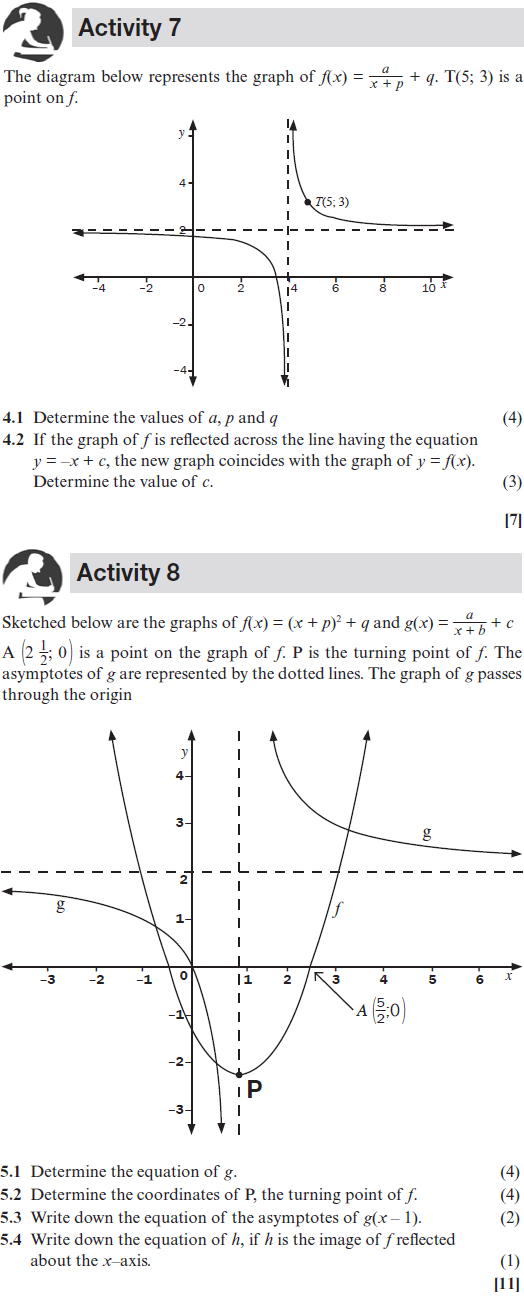 Activity 7
The diagram below represents the graph of f(x) = a/(x + p) + q. T(5; 3) is a
point on f.
y
4
T(5; 3)
2
-4 -2 0 2 4 6 8 10 x
-2
-4
4.1 Determine the values of a, p and q (4)
4.2 If the graph of f is reflected across the line having the equation
y = –x + c, the new graph coincides with the graph of y = f(x).
Determine the value of c. (3)
[7]
Activity 8
Sketched below are the graphs of f(x) = (x + p)² + q and g(x) = a/(x + b) + c
A (2 1/2; 0) is a point on the graph of f. P is the turning point of f. The
asymptotes of g are represented by the dotted lines. The graph of g passes
through the origin
y
4
3
g
2
g f
1
-3 -2 -1 0 1 2 3 4 5 6 x
A (5/2; 0)
-1
-2
P
-3
5.1 Determine the equation of g. (4)
5.2 Determine the coordinates of P, the turning point of f. (4)
5.3 Write down the equation of the asymptotes of g(x – 1). (2)
5.4 Write down the equation of h, if h is the image of f reflected
about the x–axis. (1)
[11]